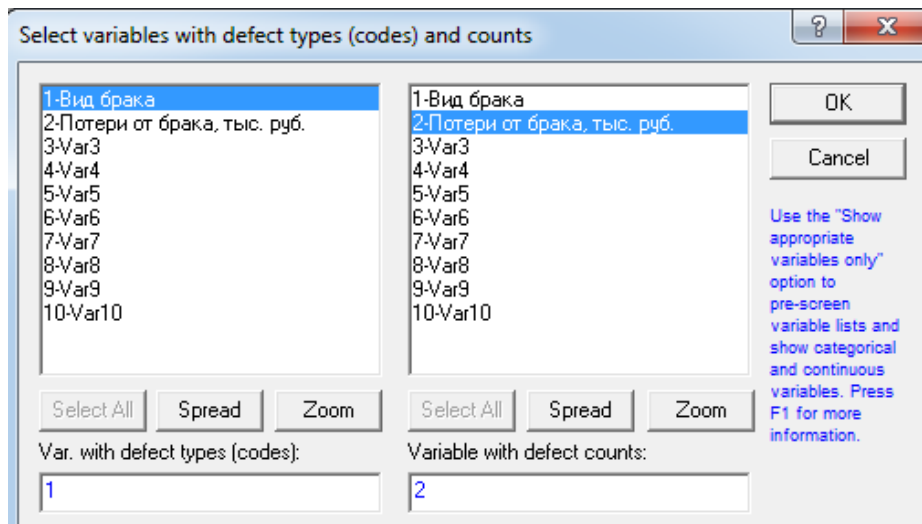 Select variables with defect types (codes) and counts
?
X
1-Вид брака
2-Потери от брака, тыс. руб.
3-Var3
4-Var4
5-Var5
6-Var6
7-Var7
8-Var8
9-Var9
10-Var10
Select All
Spread
Zoom
Var. with defect types (codes):
1
1-Вид брака
2-Потери от брака, тыс. руб.
3-Var3
4-Var4
5-Var5
6-Var6
7-Var7
8-Var8
9-Var9
10-Var10
Select All
Spread
Zoom
Variable with defect counts:
2
OK
Cancel
Use the "Show
appropriate
variables only"
option to
pre-screen
variable lists and
show categorical
and continuous
variables. Press
F1 for more
information.